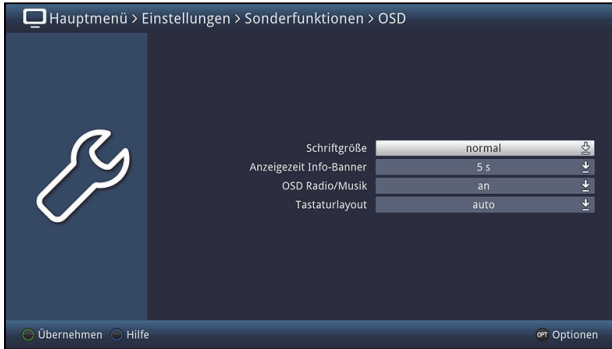 Hauptmenü > Einstellungen > Sonderfunktionen > OSD
Schriftgröße normal
Anzeigezeit Info-Banner 5 s
OSD Radio/Musik an
Tastaturlayout auto
Übernehmen Hilfe OPT Optionen